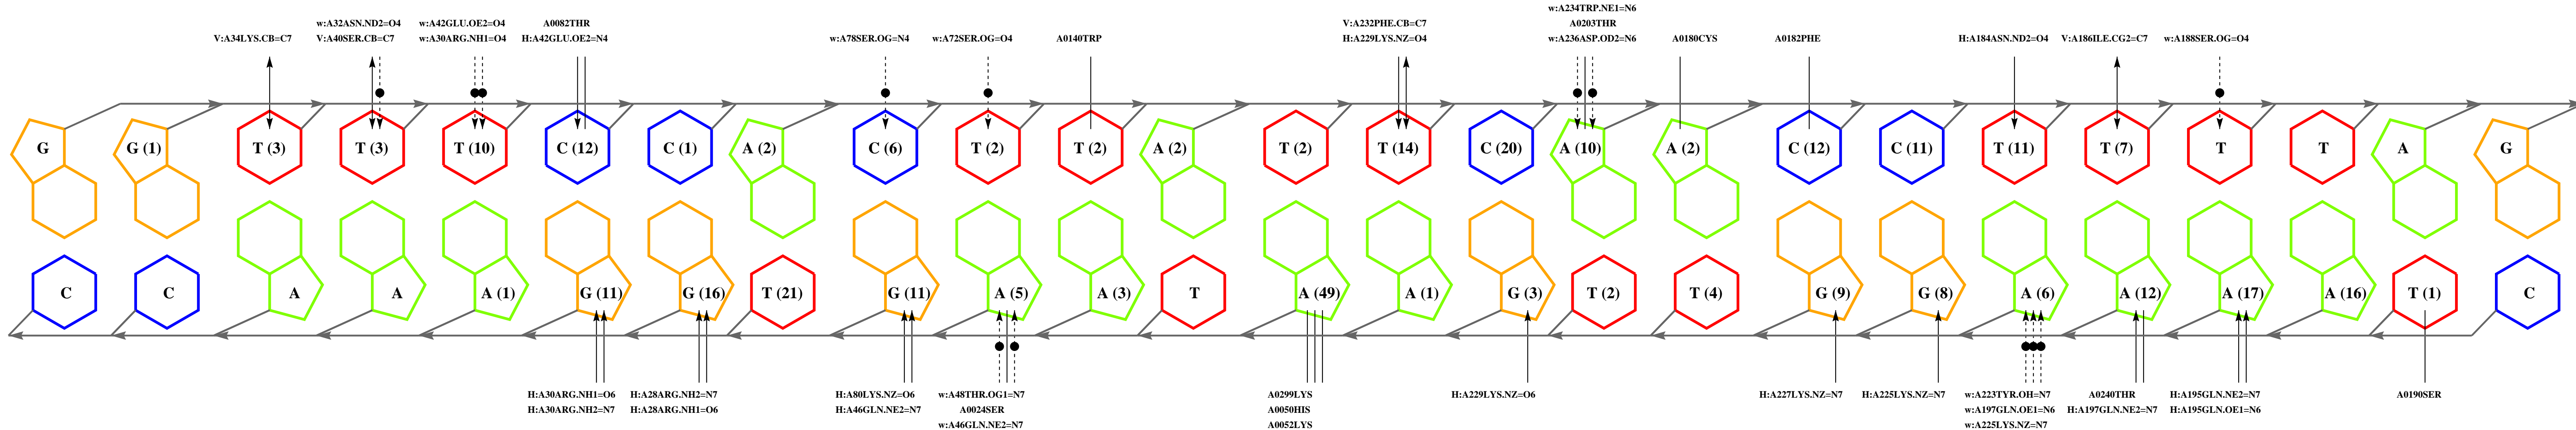 w:A234TRP.NE1=N6
w:A32ASN.ND2=O4 w:A42GLU.OE2=O4 A0082THR V:A232PHE.CB=C7 A0203THR
V:A34LYS.CB=C7 V:A40SER.CB=C7 w:A30ARG.NH1=O4 H:A42GLU.OE2=N4 w:A78SER.OG=N4 w:A72SER.OG=O4 A0140TRP H:A229LYS.NZ=O4 w:A236ASP.OD2=N6 A0180CYS A0182PHE H:A184ASN.ND2=O4 V:A186ILE.CG2=C7 w:A188SER.OG=O4
G G (1) T (3) T (3) T (10) C (12) C (1) A (2) C (6) T (2) T (2) A (2) T (2) T (14) C (20) A (10) A (2) C (12) C (11) T (11) T (7) T T A G
C C A A A (1) G (11) G (16) T (21) G (11) A (5) A (3) T A (49) A (1) G (3) T (2) T (4) G (9) G (8) A (6) A (12) A (17) A (16) T (1) C
H:A30ARG.NH1=O6 H:A28ARG.NH2=N7 H:A80LYS.NZ=O6 w:A48THR.OG1=N7 A0299LYS H:A229LYS.NZ=O6 H:A227LYS.NZ=N7 H:A225LYS.NZ=N7 w:A223TYR.OH=N7 A0240THR H:A195GLN.NE2=N7 A0190SER
H:A30ARG.NH2=N7 H:A28ARG.NH1=O6 H:A46GLN.NE2=N7 A0024SER A0050HIS w:A197GLN.OE1=N6 H:A197GLN.NE2=N7 H:A195GLN.OE1=N6
w:A46GLN.NE2=N7 A0052LYS w:A225LYS.NZ=N7